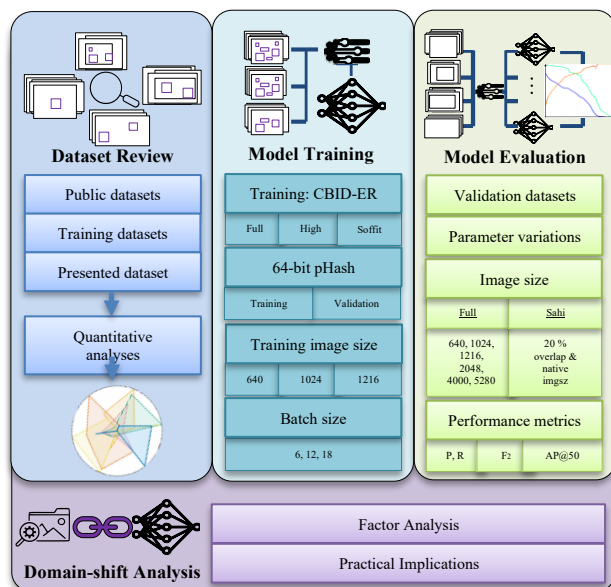 Dataset Review
Public datasets
Training datasets
Presented dataset
Quantitative
analyses
Model Training
Training: CBID-ER
Full
High
Soffit
64-bit pHash
Training
Validation
Training image size
640
1024
1216
Batch size
6, 12, 18
Model Evaluation
Validation datasets
Parameter variations
Image size
Full
Sahi
640, 1024,
1216,
2048,
4000, 5280
20 %
overlap &
native
imgsz
Performance metrics
P, R
F2
AP@50
Domain-shift Analysis
Factor Analysis
Practical Implications